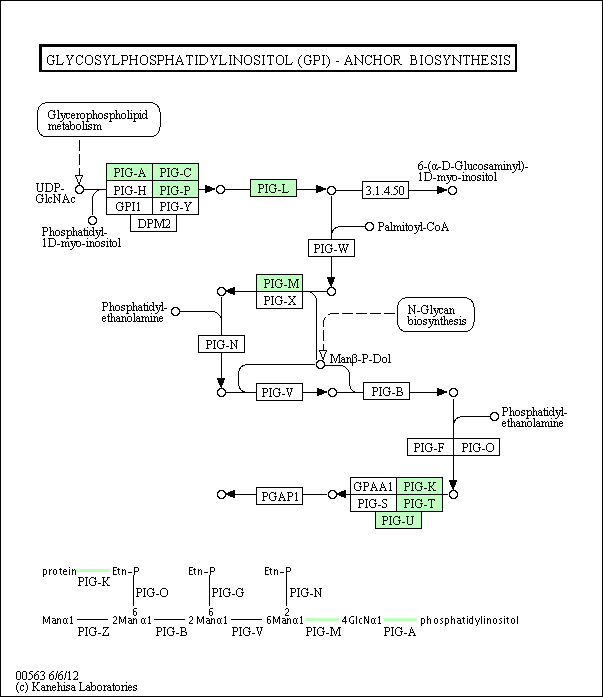 GLYCOSYLPHOSPHATIDYLINOSITOL (GPI) - ANCHOR BIOSYNTHESIS
Glycerophospholipid
metabolism
UDP-
GlcNAc
PIG-A
PIG-C
PIG-H
PIG-P
GPI1
PIG-Y
DPM2
Phosphatidyl-
1D-myo-inositol
PIG-L
3.1.4.50
6-(α-D-Glucosaminyl)-
1D-myo-inositol
Palmitoyl-CoA
PIG-W
PIG-M
PIG-X
Phosphatidyl-
ethanolamine
N-Glycan
biosynthesis
PIG-N
Manβ-P-Dol
PIG-V
PIG-B
Phosphatidyl-
ethanolamine
PIG-F
PIG-O
PGAP1
GPAA1
PIG-K
PIG-S
PIG-T
PIG-U
protein
PIG-K
Etn-P
PIG-O
6
Etn-P
PIG-G
6
Etn-P
PIG-N
2
Manα1
PIG-Z
2Manα1
PIG-B
2Manα1
PIG-V
6Manα1
PIG-M
4GlcNα1
PIG-A
phosphatidylinositol
00563 6/6/12
(c) Kanehisa Laboratories